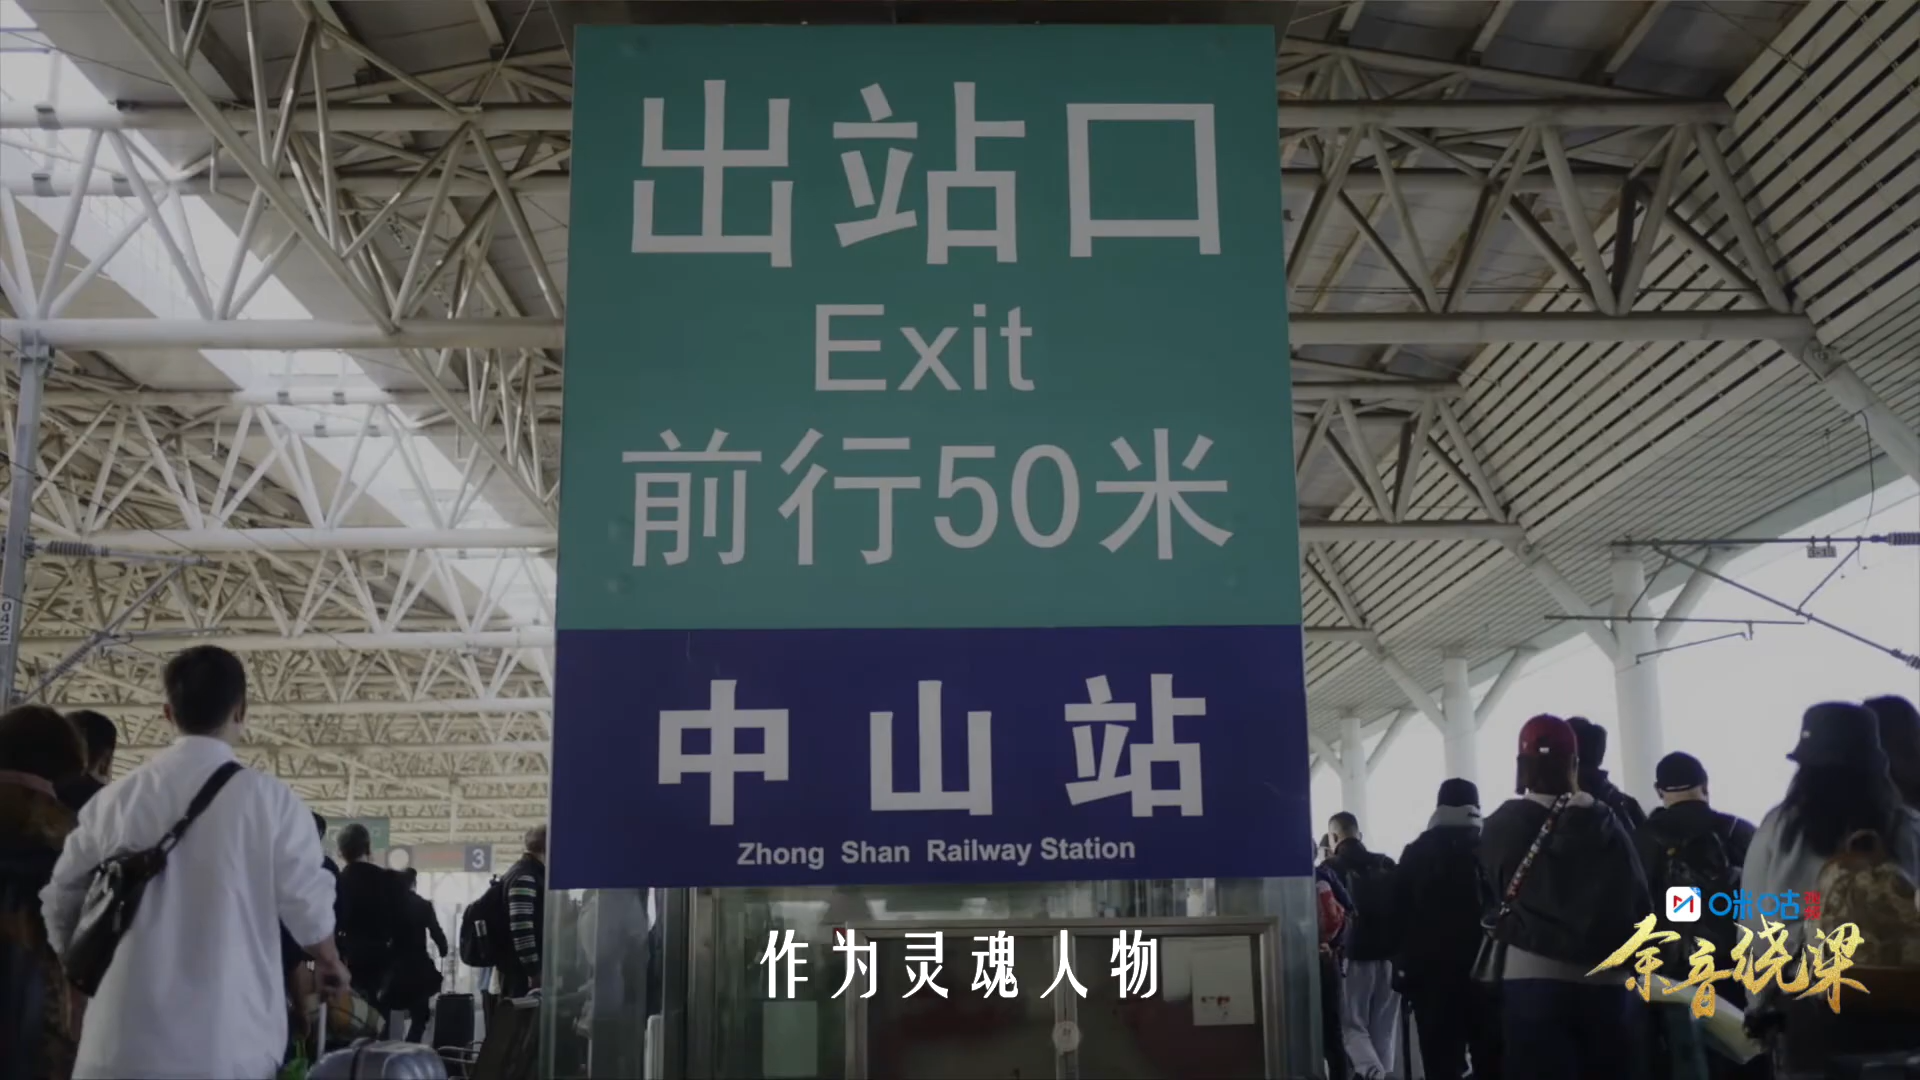 出站口
Exit
前行50米
中山站
Zhong Shan Railway Station
042
3
咪咕
余音绕梁
作为灵魂人物